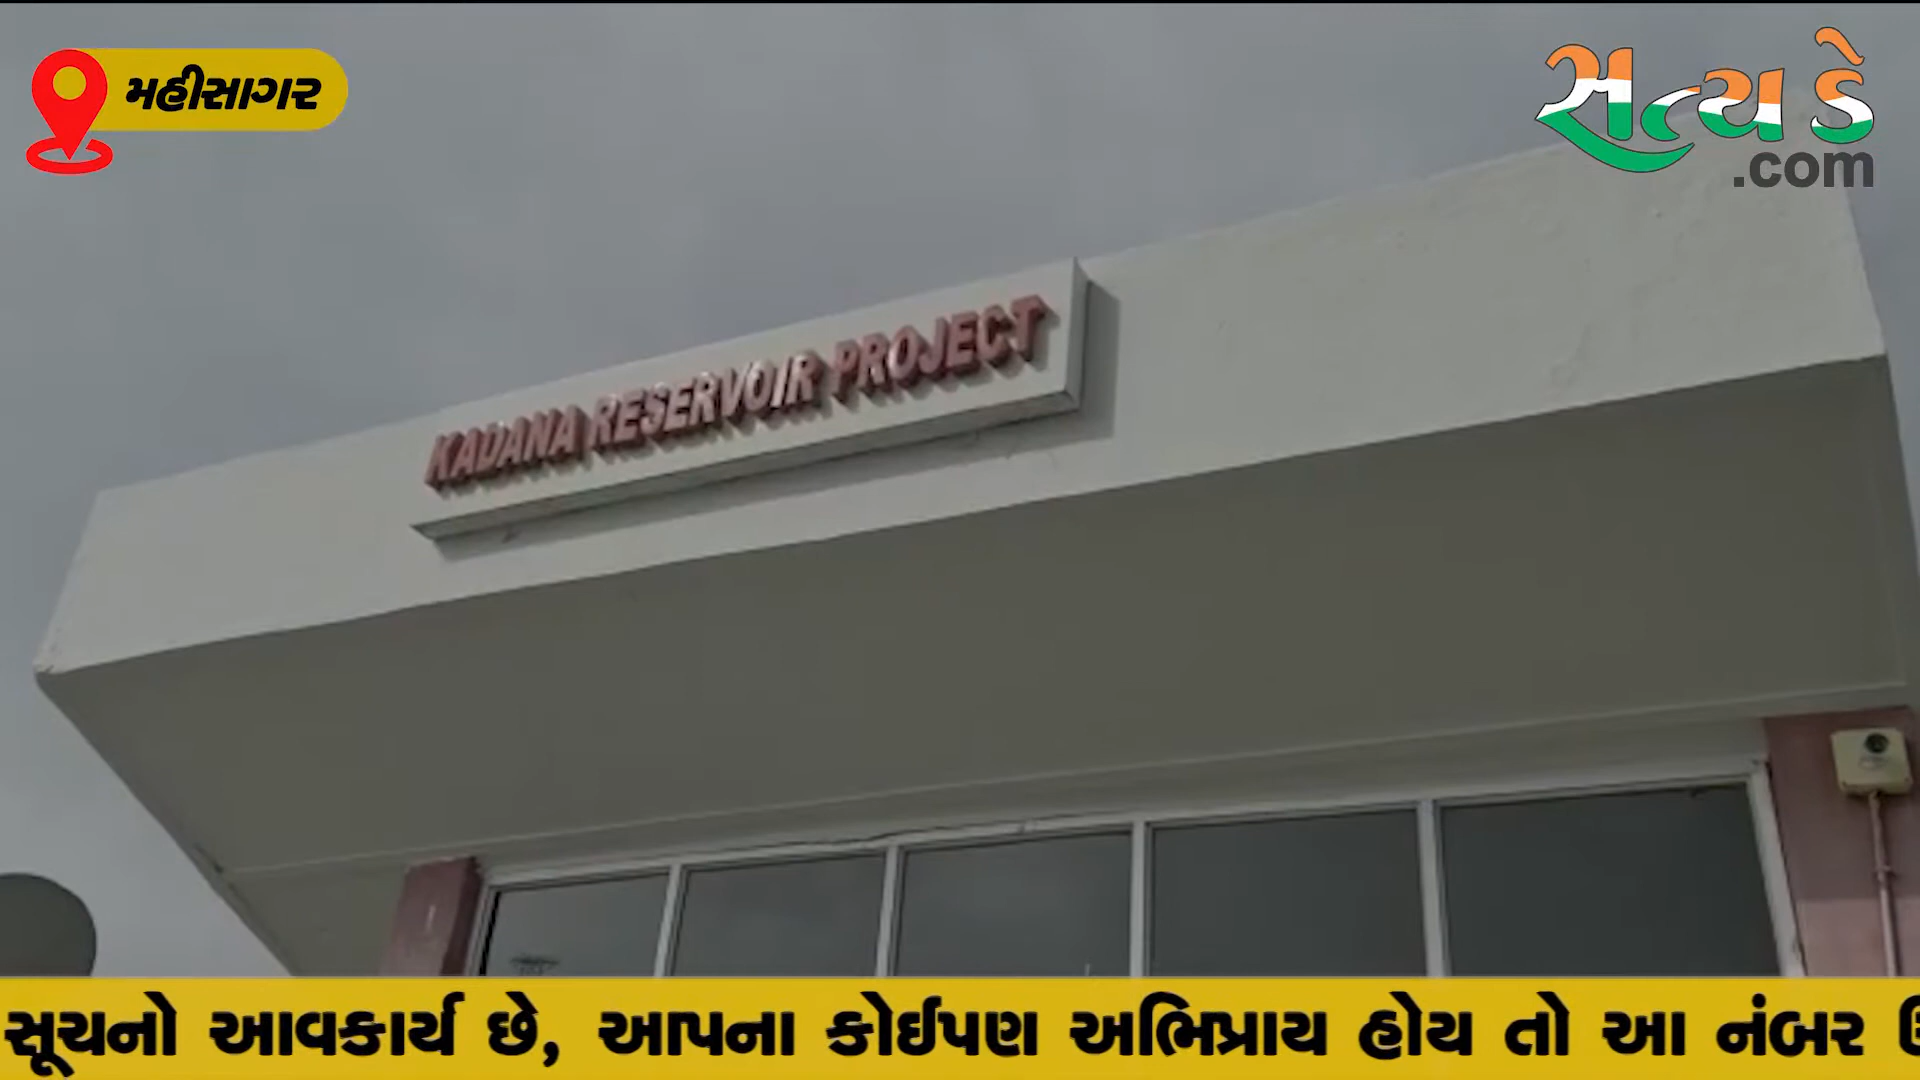 મહીસાગર
સત્ય ડે
.com
KADANA RESERVOIR PROJECT
સૂચનો આવકાર્ય છે, આપના કોઈપણ અભિપ્રાય હોય તો આ નંબર